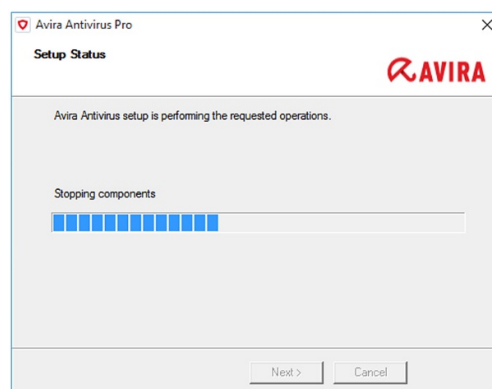 Avira Antivirus Pro
Setup Status
AVIRA
Avira Antivirus setup is performing the requested operations.
Stopping components
Next > Cancel